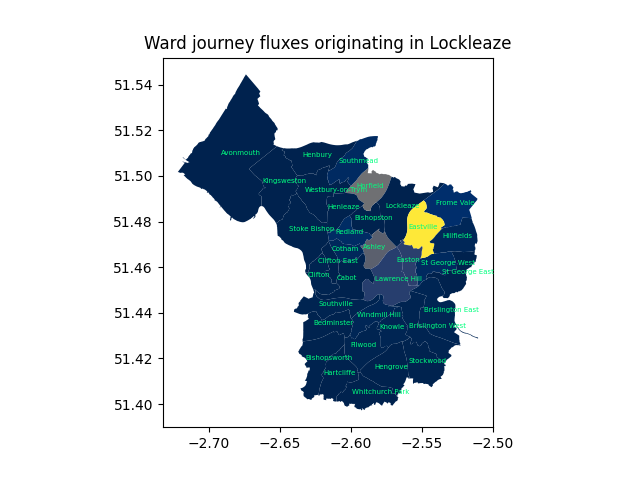 Ward journey fluxes originating in Lockleaze
51.54
51.52
51.50
51.48
51.46
51.44
51.42
51.40
Avonmouth
Henbury
Southmead
Kingsweston
Westbury-on-Trym
Horfield
Henleaze
Lockleaze
Frome Vale
Bishopston
Stoke Bishop
Redland
Eastville
Hillfields
Cotham
Ashley
Clifton East
Easton
St George West
Clifton
Cabot
Lawrence Hill
St George East
Southville
Windmill Hill
Brislington East
Bedminster
Knowle
Brislington West
Filwood
Bishopsworth
Hengrove
Stockwood
Hartcliffe
Whitchurch Park
−2.70
−2.65
−2.60
−2.55
−2.50